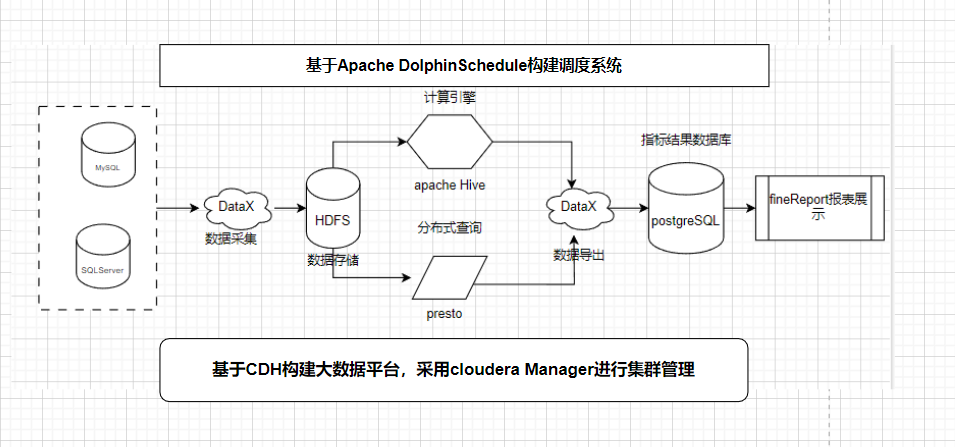 基于Apache DolphinSchedule构建调度系统
计算引擎
MySQL
apache Hive
指标结果数据库
DataX
数据采集
HDFS
数据存储
分布式查询
DataX
数据导出
postgreSQL
fineReport报表展
示
SQLServer
presto
基于CDH构建大数据平台，采用cloudera Manager进行集群管理